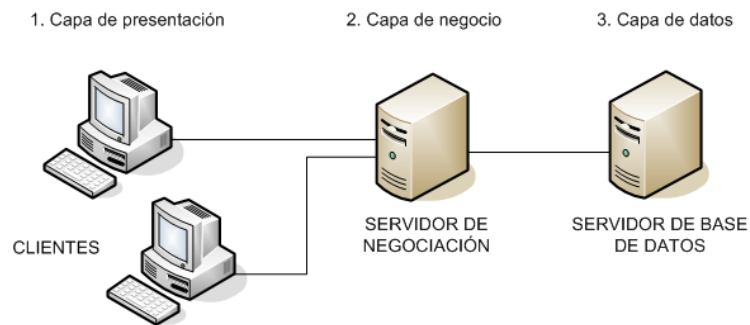 1. Capa de presentación
2. Capa de negocio
3. Capa de datos
CLIENTES
SERVIDOR DE
NEGOCIACIÓN
SERVIDOR DE BASE
DE DATOS